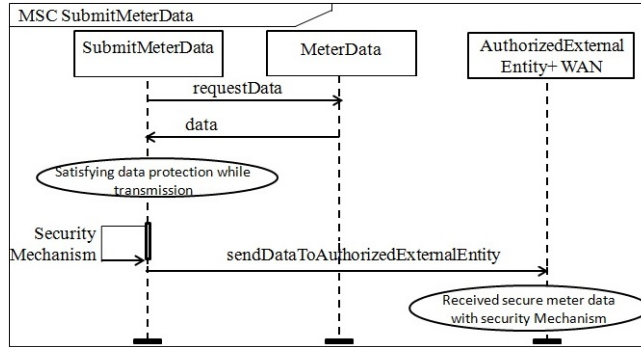 MSC SubmitMeterData
SubmitMeterData
MeterData
AuthorizedExternal
Entity+ WAN
requestData
data
Satisfying data protection while
transmission
Security
Mechanism
sendDataToAuthorizedExternalEntity
Received secure meter data
with security Mechanism